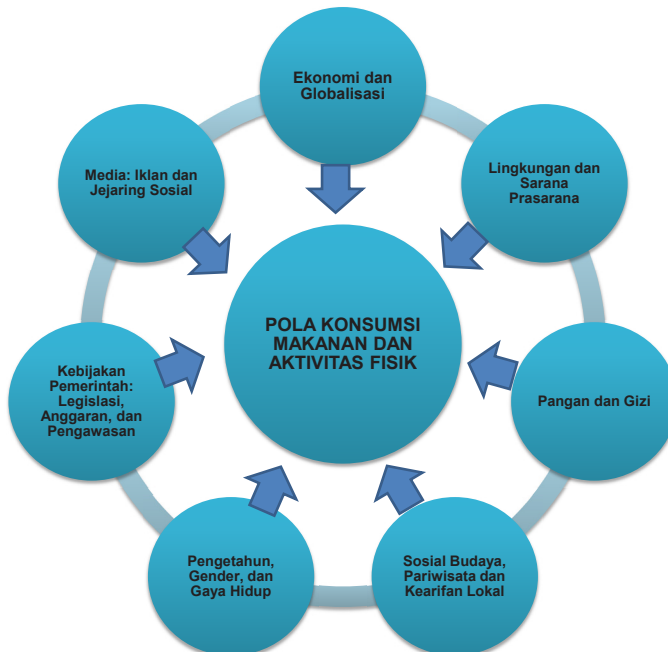 Ekonomi dan
Globalisasi
Lingkungan dan
Sarana
Prasarana
Pangan dan Gizi
Sosial Budaya,
Pariwisata dan
Kearifan Lokal
Pengetahun,
Gender, dan
Gaya Hidup
Kebijakan
Pemerintah:
Legislasi,
Anggaran, dan
Pengawasan
Media: Iklan dan
Jejaring Sosial
POLA KONSUMSI
MAKANAN DAN
AKTIVITAS FISIK